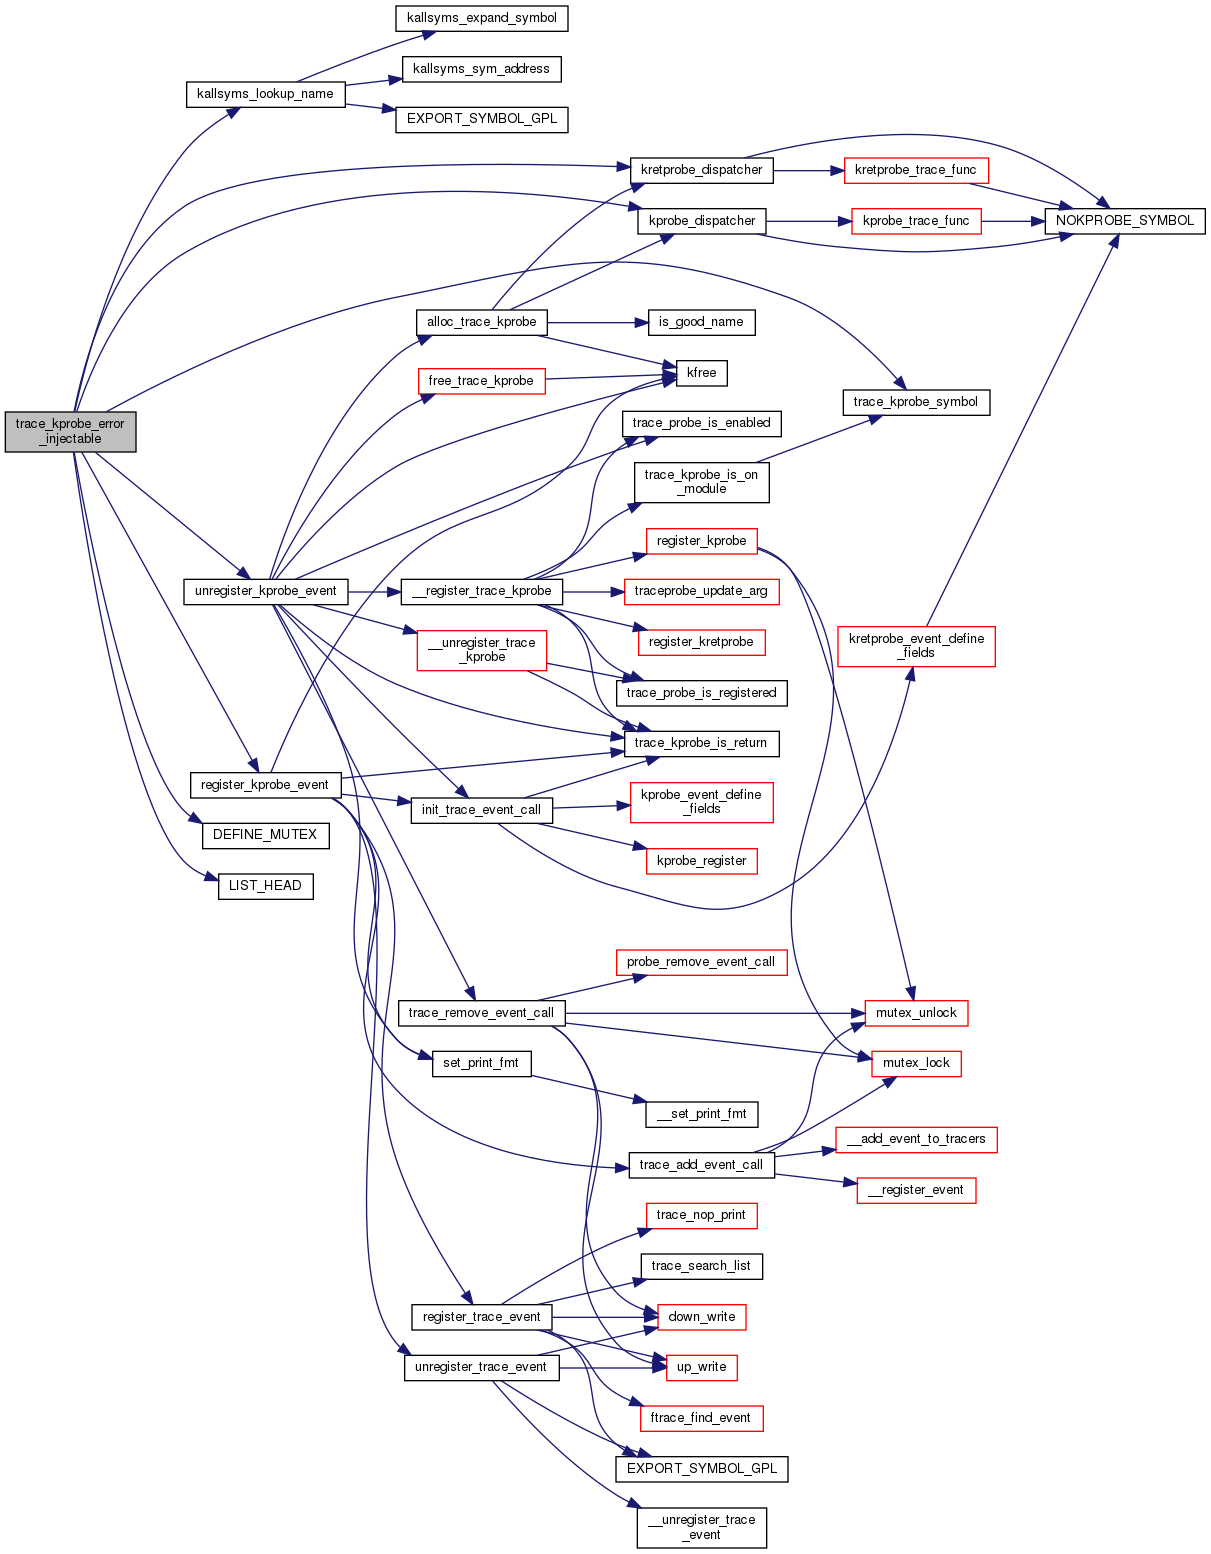 kallsyms_expand_symbol
kallsyms_sym_address
kallsyms_lookup_name
EXPORT_SYMBOL_GPL
kretprobe_dispatcher
kretprobe_trace_func
kprobe_dispatcher
kprobe_trace_func
NOKPROBE_SYMBOL
alloc_trace_kprobe
is_good_name
free_trace_kprobe
kfree
trace_kprobe_symbol
trace_kprobe_error
_injectable
trace_probe_is_enabled
trace_kprobe_is_on
_module
register_kprobe
unregister_kprobe_event
__register_trace_kprobe
traceprobe_update_arg
__unregister_trace
_kprobe
register_kretprobe
kretprobe_event_define
_fields
trace_probe_is_registered
trace_kprobe_is_return
register_kprobe_event
init_trace_event_call
kprobe_event_define
_fields
DEFINE_MUTEX
kprobe_register
LIST_HEAD
probe_remove_event_call
trace_remove_event_call
mutex_unlock
set_print_fmt
mutex_lock
__set_print_fmt
__add_event_to_tracers
trace_add_event_call
__register_event
trace_nop_print
trace_search_list
register_trace_event
down_write
unregister_trace_event
up_write
ftrace_find_event
EXPORT_SYMBOL_GPL
__unregister_trace
_event